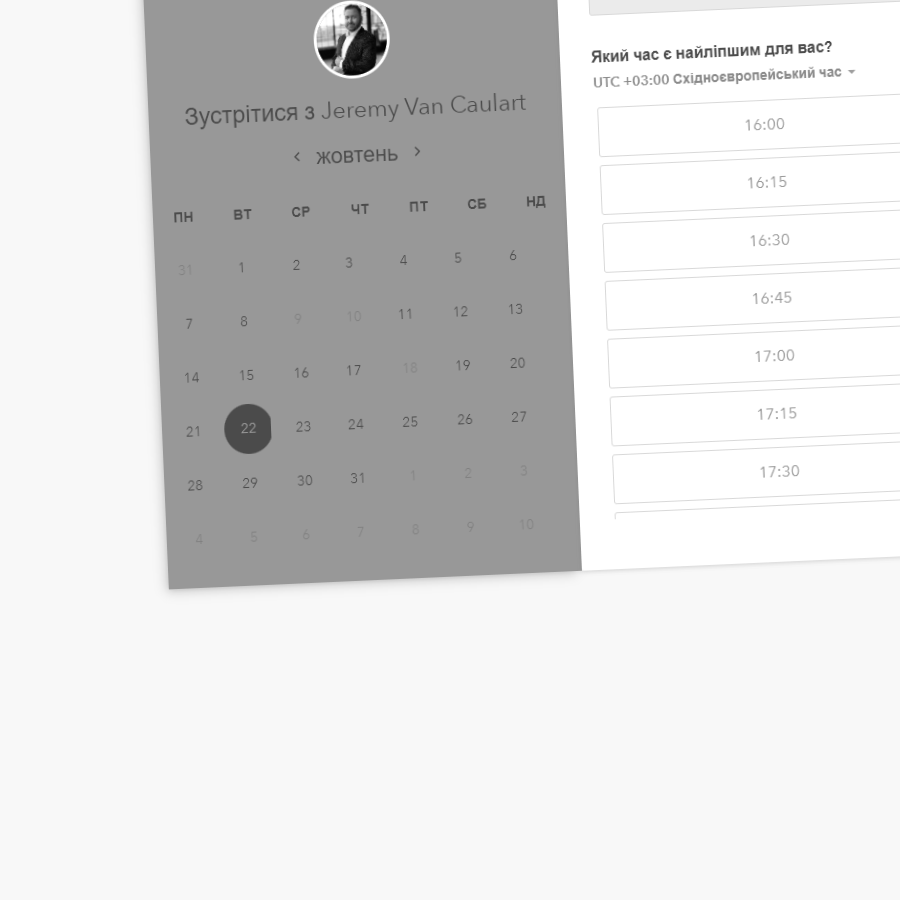 Зустрітися з Jeremy Van Caulart
жовтень
ПН ВТ СР ЧТ ПТ СБ НД
31 1 2 3 4 5 6
7 8 9 10 11 12 13
14 15 16 17 18 19 20
21 22 23 24 25 26 27
28 29 30 31 1 2 3
4 5 6 7 8 9 10
Який час є найліпшим для вас?
UTC +03:00 Східноєвропейський час
16:00
16:15
16:30
16:45
17:00
17:15
17:30